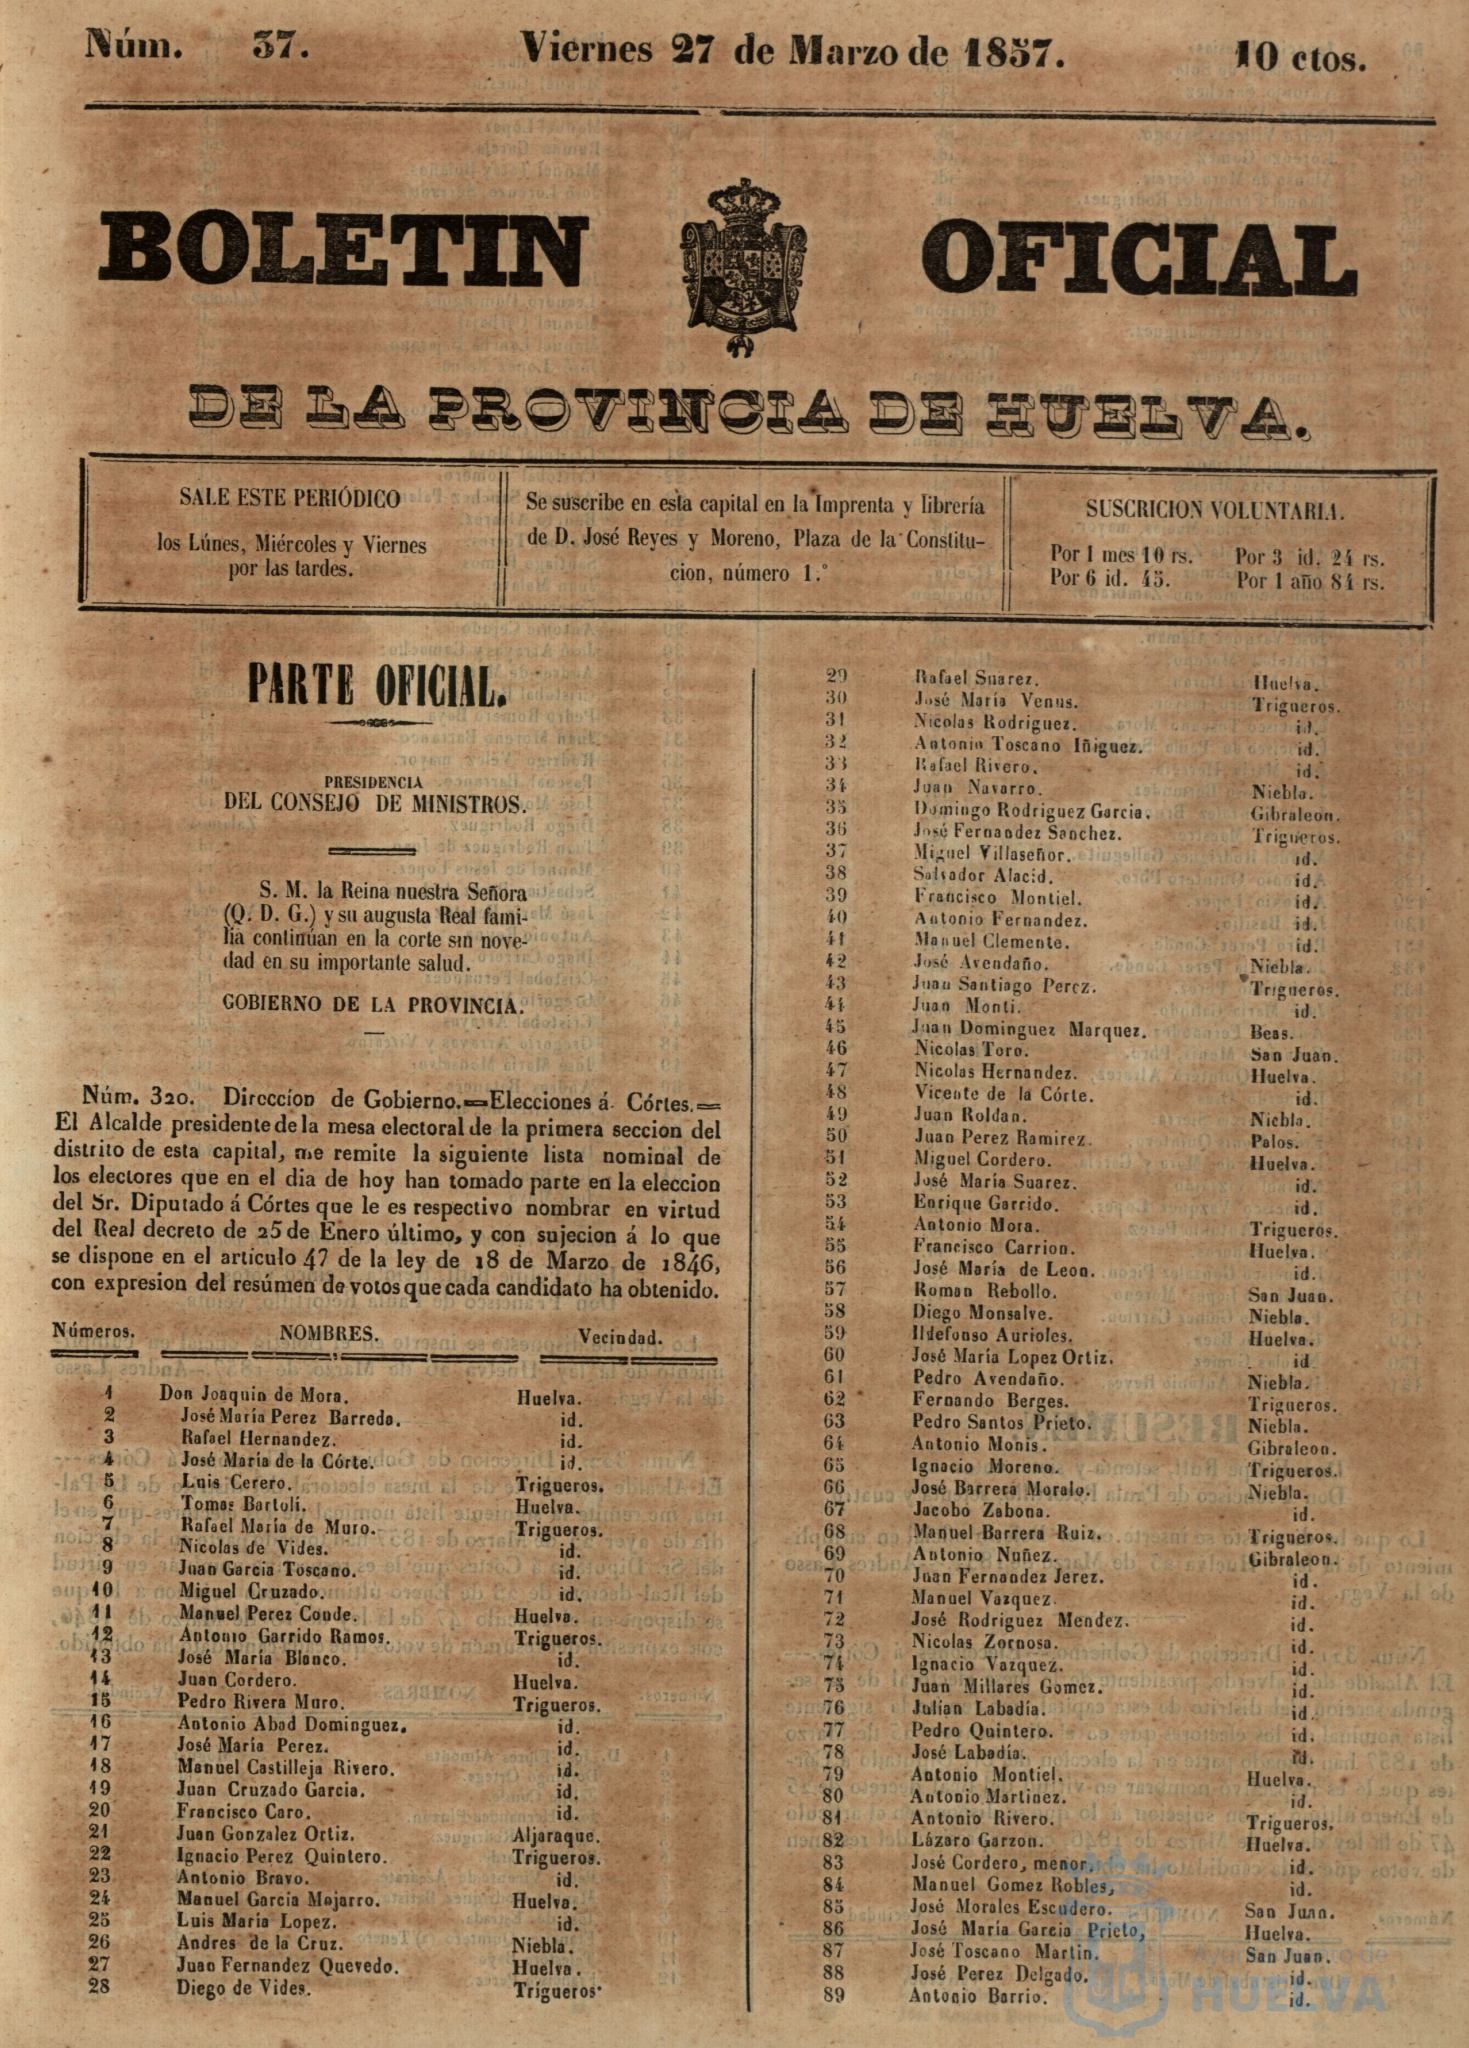 Núm. 37. Viernes 27 de Marzo de 1857. 10 ctos.
BOLETIN OFICIAL
DE LA PROVINCIA DE HUELVA.
SALE ESTE PERIÓDICO
los Lúnes, Miércoles y Viernes
por las tardes.
Se suscribe en esta capital en la Imprenta y librería
de D. José Reyes y Moreno, Plaza de la Constitu-
cion, número 1.°
SUSCRICION VOLUNTARIA.
Por 1 mes 10 rs. Por 3 id. 24 rs.
Por 6 id. 45. Por 1 año 84 rs.
PARTE OFICIAL.
PRESIDENCIA
DEL CONSEJO DE MINISTROS.
S. M. la Reina nuestra Señora
(Q. D. G.) y su augusta Real fami-
lia continúan en la corte sin nove-
dad en su importante salud.
GOBIERNO DE LA PROVINCIA.
Núm. 320. Direccion de Gobierno.=Elecciones á Córtes.=
El Alcalde presidente de la mesa electoral de la primera seccion del
distrito de esta capital, me remite la siguiente lista nominal de
los electores que en el dia de hoy han tomado parte en la eleccion
del Sr. Diputado á Córtes que le es respectivo nombrar en virtud
del Real decreto de 25 de Enero último, y con sujecion á lo que
se dispone en el artículo 47 de la ley de 18 de Marzo de 1846,
con expresion del resúmen de votos que cada candidato ha obtenido.
Números. NOMBRES. Vecindad.
1 Don Joaquin de Mora. Huelva.
2 José María Perez Barreda. id.
3 Rafael Hernandez. id.
4 José María de la Córte. id.
5 Luis Cerero. Trigueros.
6 Tomas Bartolí. Huelva.
7 Rafael María de Muro. Trigueros.
8 Nicolas de Vides. id.
9 Juan Garcia Toscano. id.
10 Miguel Cruzado. id.
11 Manuel Perez Conde. Huelva.
12 Antonio Garrido Ramos. Trigueros.
13 José María Blanco. id.
14 Juan Cordero. Huelva.
15 Pedro Rivera Muro. Trigueros.
16 Antonio Abad Dominguez. id.
17 José María Perez. id.
18 Manuel Castilleja Rivero. id.
19 Juan Cruzado Garcia. id.
20 Francisco Caro. id.
21 Juan Gonzalez Ortiz. Aljaraque.
22 Ignacio Perez Quintero. Trigueros.
23 Antonio Bravo. id.
24 Manuel García Mojarro. Huelva.
25 Luis María Lopez. id.
26 Andres de la Cruz. Niebla.
27 Juan Fernandez Quevedo. Huelva.
28 Diego de Vides. Trigueros.
29 Rafael Suarez. Huelva.
30 José María Venus. Trigueros.
31 Nicolas Rodriguez. id.
32 Antonio Toscano Iñiguez. id.
33 Rafael Rivero. id.
34 Juan Navarro. Niebla.
35 Domingo Rodriguez Garcia. Gibraleon.
36 José Fernandez Sanchez. Trigueros.
37 Miguel Villaseñor. id.
38 Salvador Alacid. id.
39 Francisco Montiel. id.
40 Antonio Fernandez. id.
41 Manuel Clemente. id.
42 José Avendaño. Niebla.
43 Juan Santiago Perez. Trigueros.
44 Juan Monti. id.
45 Juan Dominguez Marquez. Beas.
46 Nicolas Toro. San Juan.
47 Nicolas Hernandez. Huelva.
48 Vicente de la Córte. id.
49 Juan Roldan. Niebla.
50 Juan Perez Ramirez. Palos.
51 Miguel Cordero. Huelva.
52 José María Suarez. id.
53 Enrique Garrido. id.
54 Antonio Mora. Trigueros.
55 Francisco Carrion. Huelva.
56 José María de Leon. id.
57 Roman Rebollo. San Juan.
58 Diego Monsalve. Niebla.
59 Ildefonso Aurioles. Huelva.
60 José María Lopez Ortiz. id
61 Pedro Avendaño. Niebla.
62 Fernando Berges. Trigueros.
63 Pedro Santos Prieto. Niebla.
64 Antonio Monis. Gibraleon.
65 Ignacio Moreno. Trigueros.
66 José Barrera Moralo. Niebla.
67 Jacobo Zabona. id.
68 Manuel Barrera Ruiz. Trigueros.
69 Antonio Nuñez. Gibraleon.
70 Juan Fernandez Jerez. id.
71 Manuel Vazquez. id.
72 José Rodriguez Mendez. id.
73 Nicolas Zornosa. id.
74 Ignacio Vazquez. id.
75 Juan Millares Gomez. id.
76 Julian Labadía. id.
77 Pedro Quintero. id.
78 José Labadía. id.
79 Antonio Montiel. Huelva.
80 Antonio Martinez. id.
81 Antonio Rivero. Trigueros.
82 Lázaro Garzon. Huelva.
83 José Cordero, menor. id.
84 Manuel Gomez Robles, id.
85 José Morales Escudero. San Juan.
86 José María Garcia Prieto, Huelva.
87 José Toscano Martin. San Juan.
88 José Perez Delgado. id.
89 Antonio Barrio. id.
HUELVA